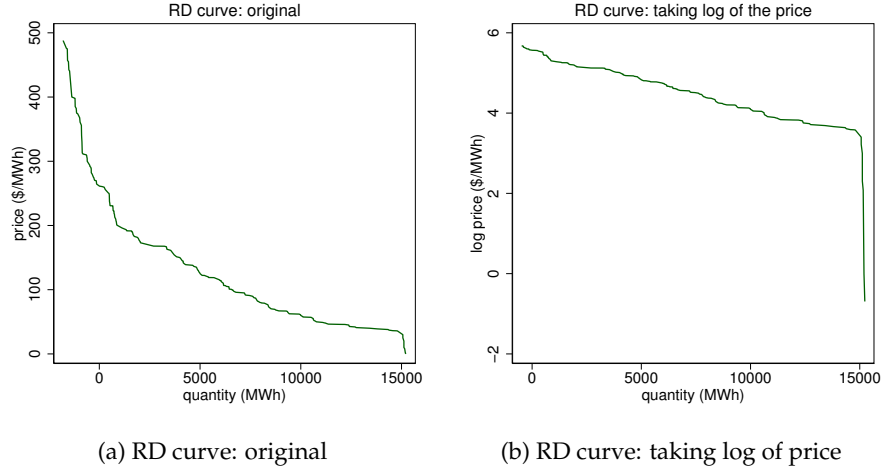 RD curve: original
500
400
300
200
100
0
price ($/MWh)
0 5000 10000 15000
quantity (MWh)
(a) RD curve: original
RD curve: taking log of the price
6
4
2
0
−2
log price ($/MWh)
0 5000 10000 15000
quantity (MWh)
(b) RD curve: taking log of price